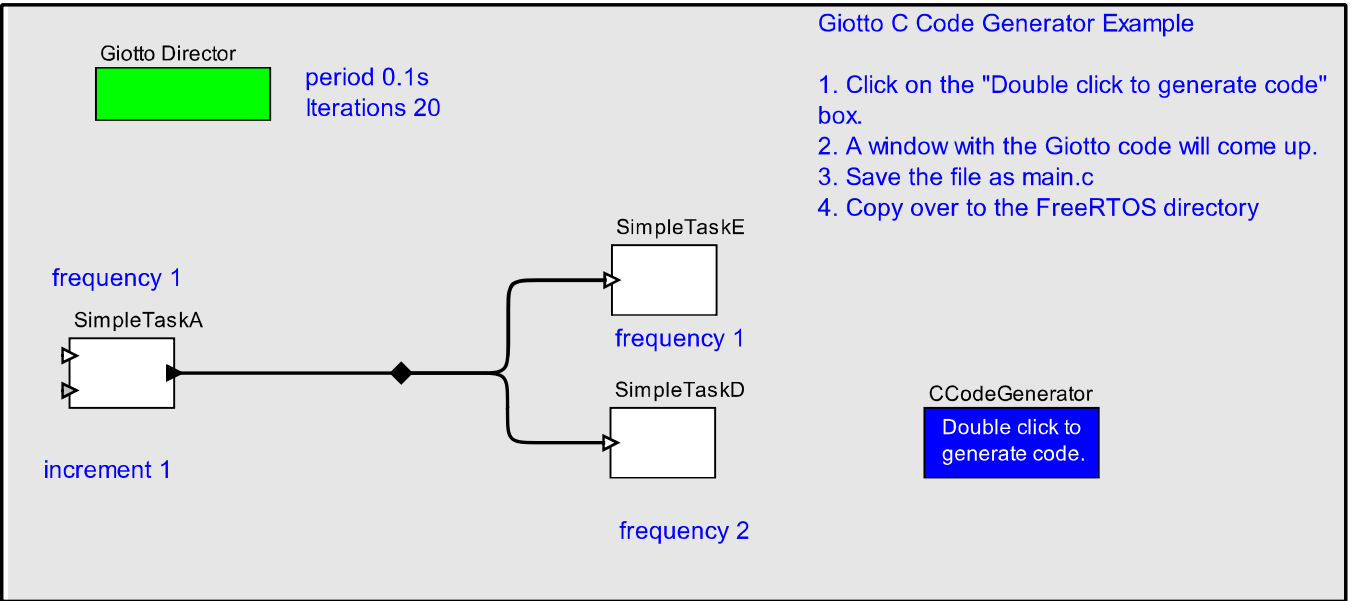 Giotto C Code Generator Example
Giotto Director
period 0.1s
Iterations 20
1. Click on the "Double click to generate code"
box.
2. A window with the Giotto code will come up.
3. Save the file as main.c
4. Copy over to the FreeRTOS directory
SimpleTaskE
frequency 1
SimpleTaskA
frequency 1
SimpleTaskD
CCodeGenerator
Double click to
generate code.
increment 1
frequency 2